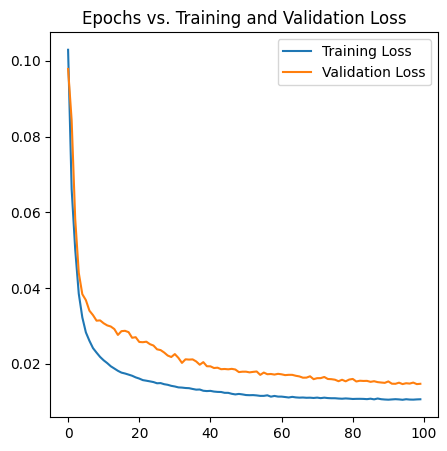 Epochs vs. Training and Validation Loss
Training Loss
Validation Loss
0.10
0.08
0.06
0.04
0.02
0 20 40 60 80 100